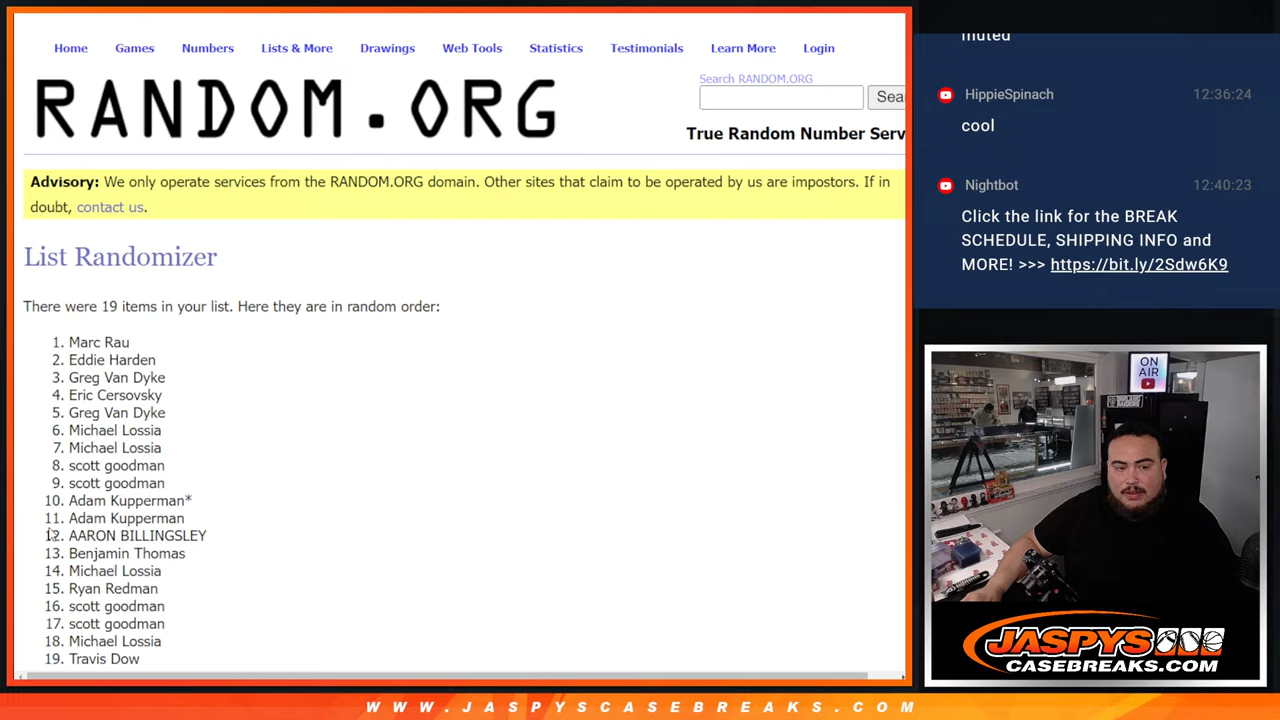 Home Games Numbers Lists & More Drawings Web Tools Statistics Testimonials Learn More Login
RANDOM.ORG
Search RANDOM.ORG
Sea
True Random Number Serv
Advisory: We only operate services from the RANDOM.ORG domain. Other sites that claim to be operated by us are impostors. If in
doubt, contact us.
List Randomizer
There were 19 items in your list. Here they are in random order:
1. Marc Rau
2. Eddie Harden
3. Greg Van Dyke
4. Eric Cersovsky
5. Greg Van Dyke
6. Michael Lossia
7. Michael Lossia
8. scott goodman
9. scott goodman
10. Adam Kupperman*
11. Adam Kupperman
12. AARON BILLINGSLEY
13. Benjamin Thomas
14. Michael Lossia
15. Ryan Redman
16. scott goodman
17. scott goodman
18. Michael Lossia
19. Travis Dow
muted
HippieSpinach 12:36:24
cool
Nightbot 12:40:23
Click the link for the BREAK
SCHEDULE, SHIPPING INFO and
MORE! >>> https://bit.ly/2Sdw6K9
ON
AIR
JASPYS
CASEBREAKS.COM
WWW.JASPYSCASEBREAKS.COM